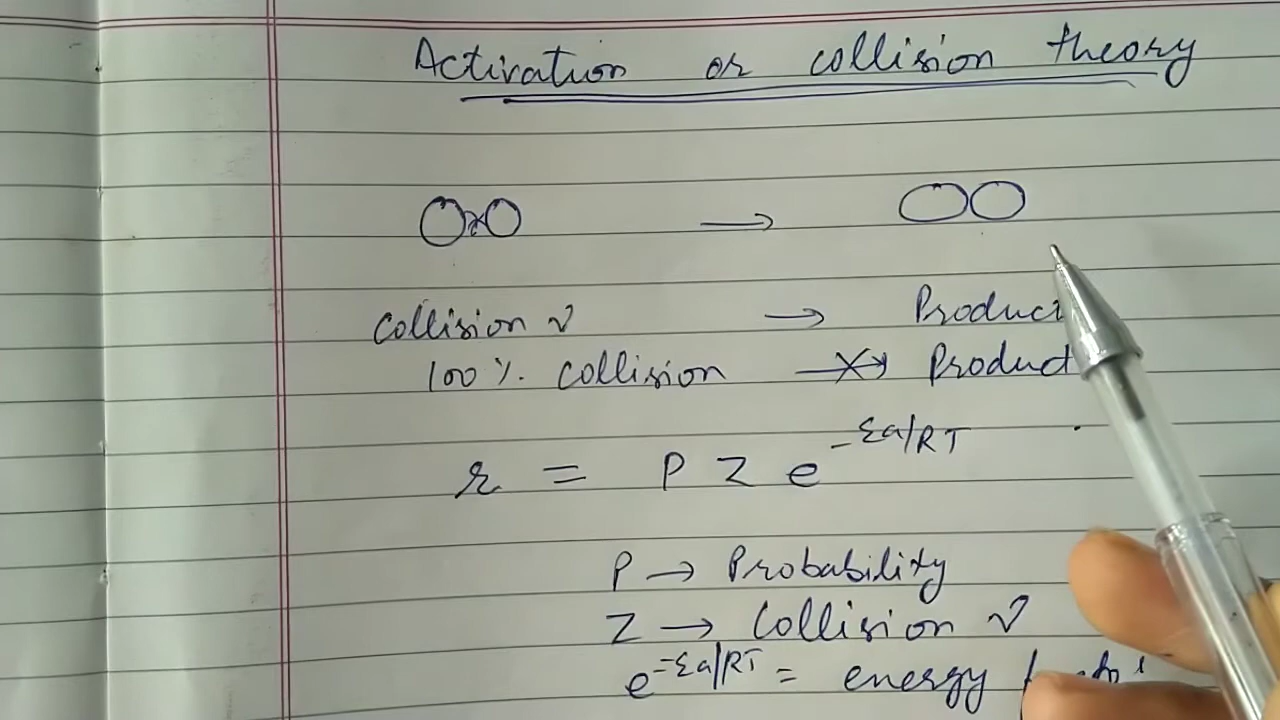 Activation or collision theory
→
Collision ν → Product
100 %. collision -X→ Product
r = P Z e^-Ea/RT
P → Probability
Z → Collision ν
e^-Ea/RT = energy